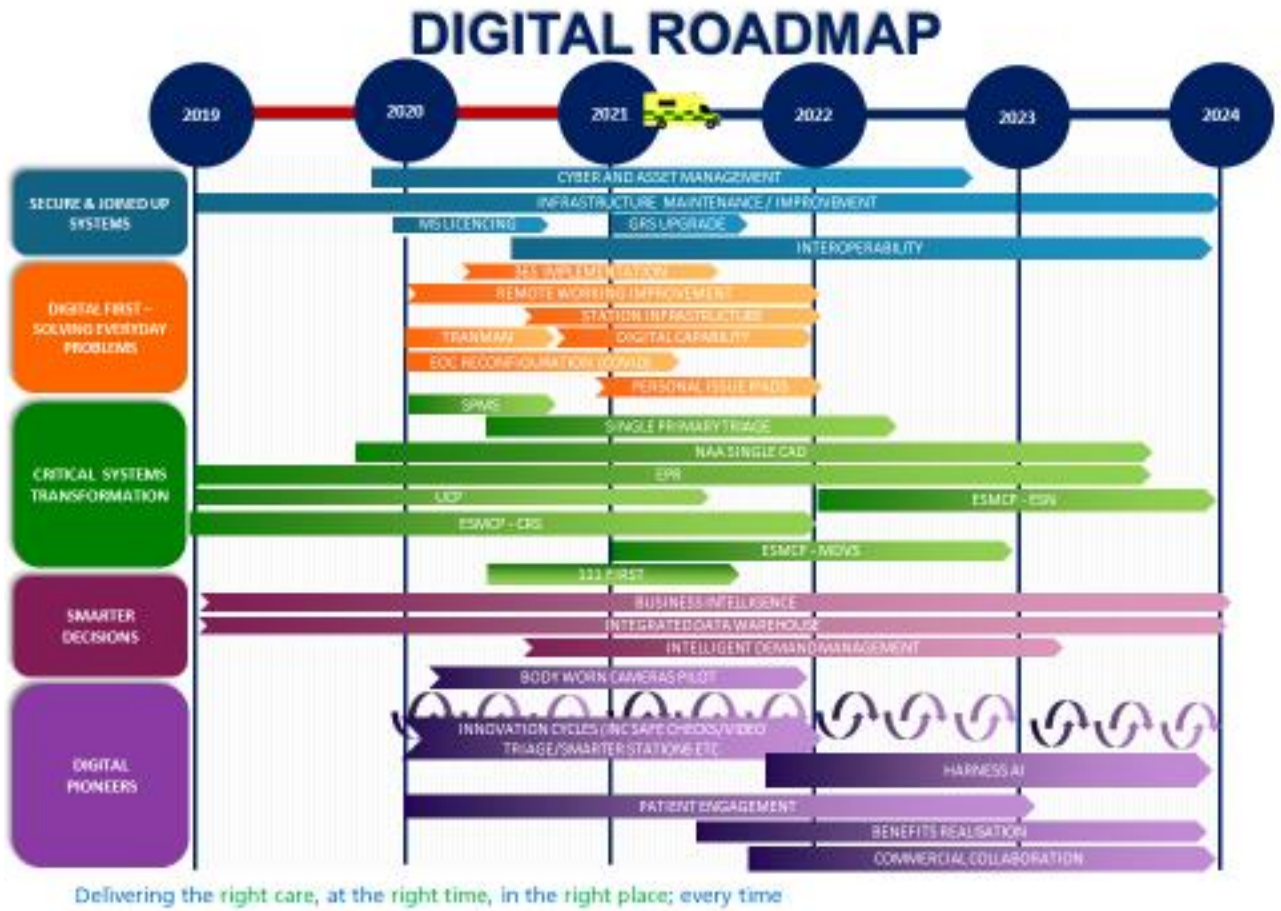 DIGITAL ROADMAP
2019
2020
2021
2022
2023
2024
SECURE & JOINED UP
SYSTEMS
CYBER AND ASSET MANAGEMENT
INFRASTRUCTURE MAINTENANCE / IMPROVEMENT
MS LICENCING
GRS UPGRADE
INTEROPERABILITY
DIGITAL FIRST –
SOLVING EVERYDAY
PROBLEMS
365 IMPLEMENTATION
REMOTE WORKING IMPROVEMENT
STATION INFRASTRUCTURE
TRANMAN
DIGITAL CAPABILITY
EOC RECONFIGURATION (COVID)
PERSONAL ISSUE IPADS
CRITICAL SYSTEMS
TRANSFORMATION
SPMS
SINGLE PRIMARY TRIAGE
NAA SINGLE CAD
EPR
UCP
ESMCP - ESN
ESMCP - CRS
ESMCP - MDVS
111 FIRST
SMARTER
DECISIONS
BUSINESS INTELLIGENCE
INTEGRATED DATA WAREHOUSE
INTELLIGENT DEMAND MANAGEMENT
DIGITAL
PIONEERS
BODY WORN CAMERAS PILOT
INNOVATION CYCLES (INC SAFE CHECKS/VIDEO
TRIAGE/SMARTER STATIONS ETC
HARNESS AI
PATIENT ENGAGEMENT
BENEFITS REALISATION
COMMERCIAL COLLABORATION
Delivering the right care, at the right time, in the right place; every time